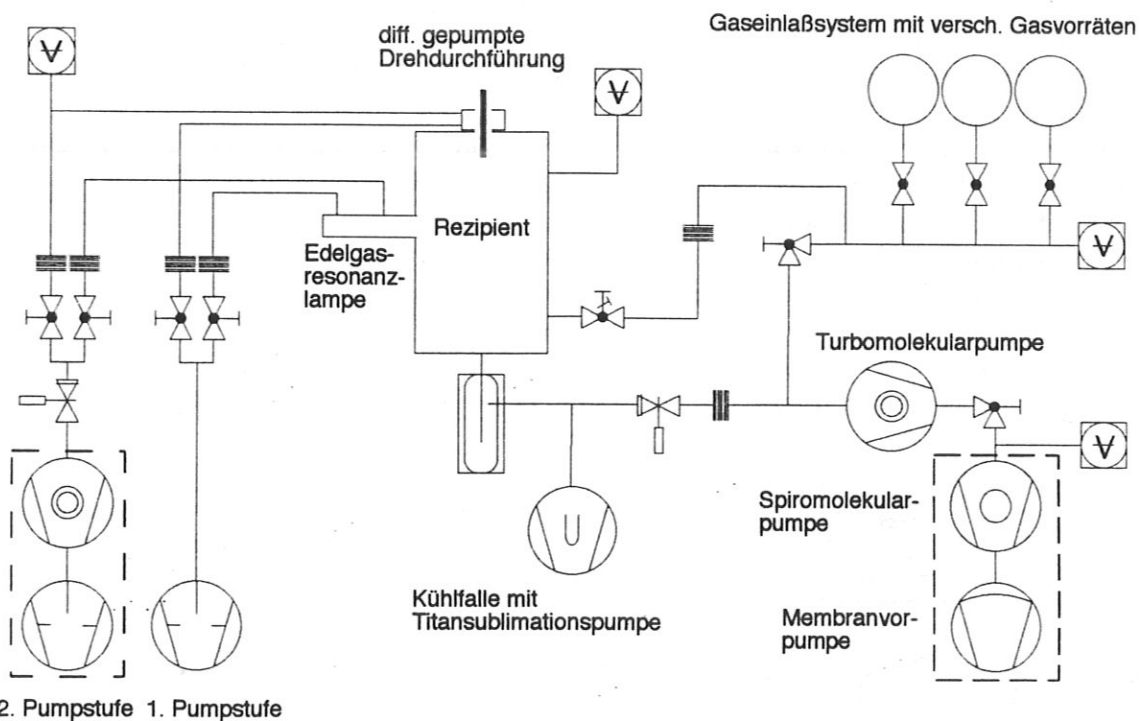 Gaseinlaßsystem mit versch. Gasvorräten
diff. gepumpte
Drehdurchführung
Rezipient
Edelgas-
resonanz-
lampe
Turbomolekularpumpe
Spiromolekular-
pumpe
Kühlfalle mit
Titansublimationspumpe
Membranvor-
pumpe
2. Pumpstufe 1. Pumpstufe